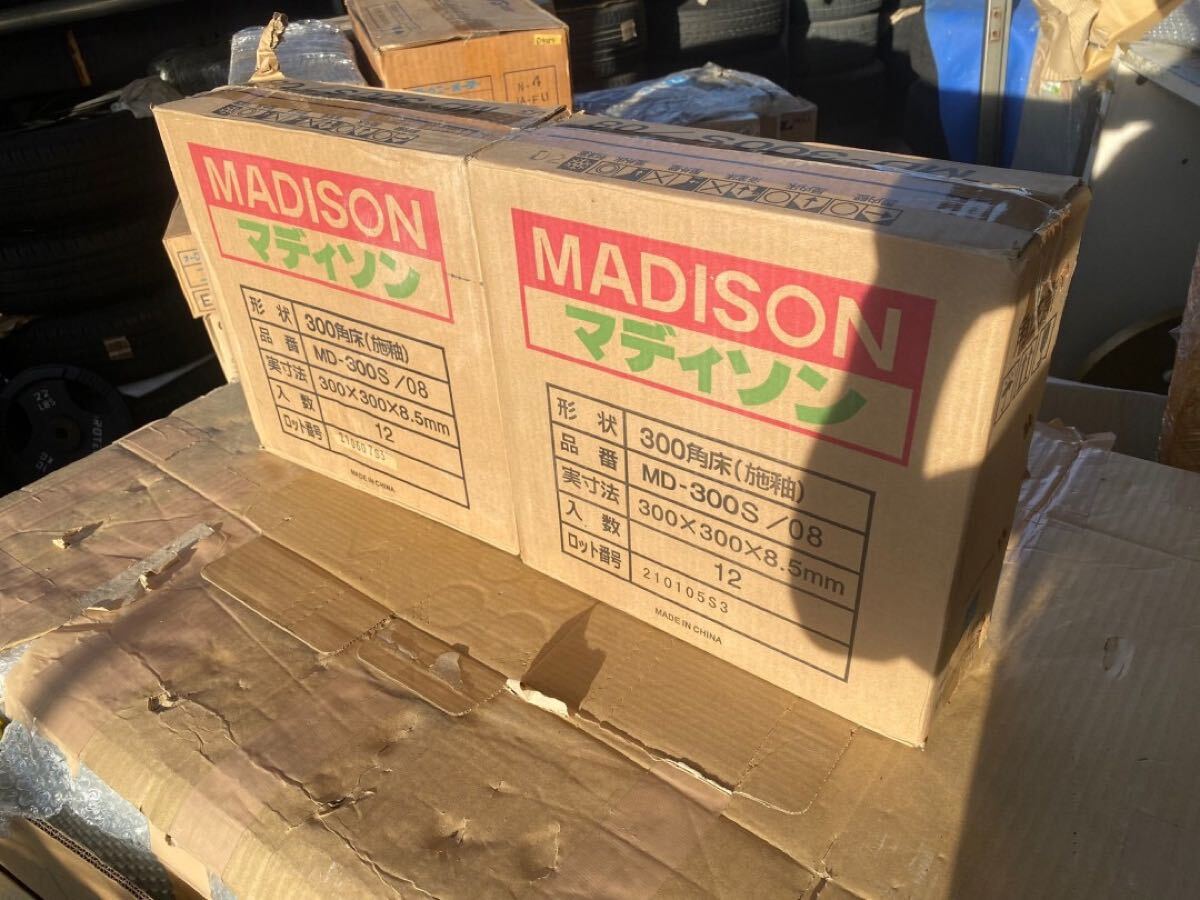 MADISON
マディソン
形状 300角床(施釉)
品番 MD-300S /08
実寸法 300×300×8.5mm
入数 12
ロット番号
MADE IN CHINA
MADISON
マディソン
形状 300角床(施釉)
品番 MD-300S /08
実寸法 300×300×8.5mm
入数 12
ロット番号 210105S3
MADE IN CHINA
22
LBS